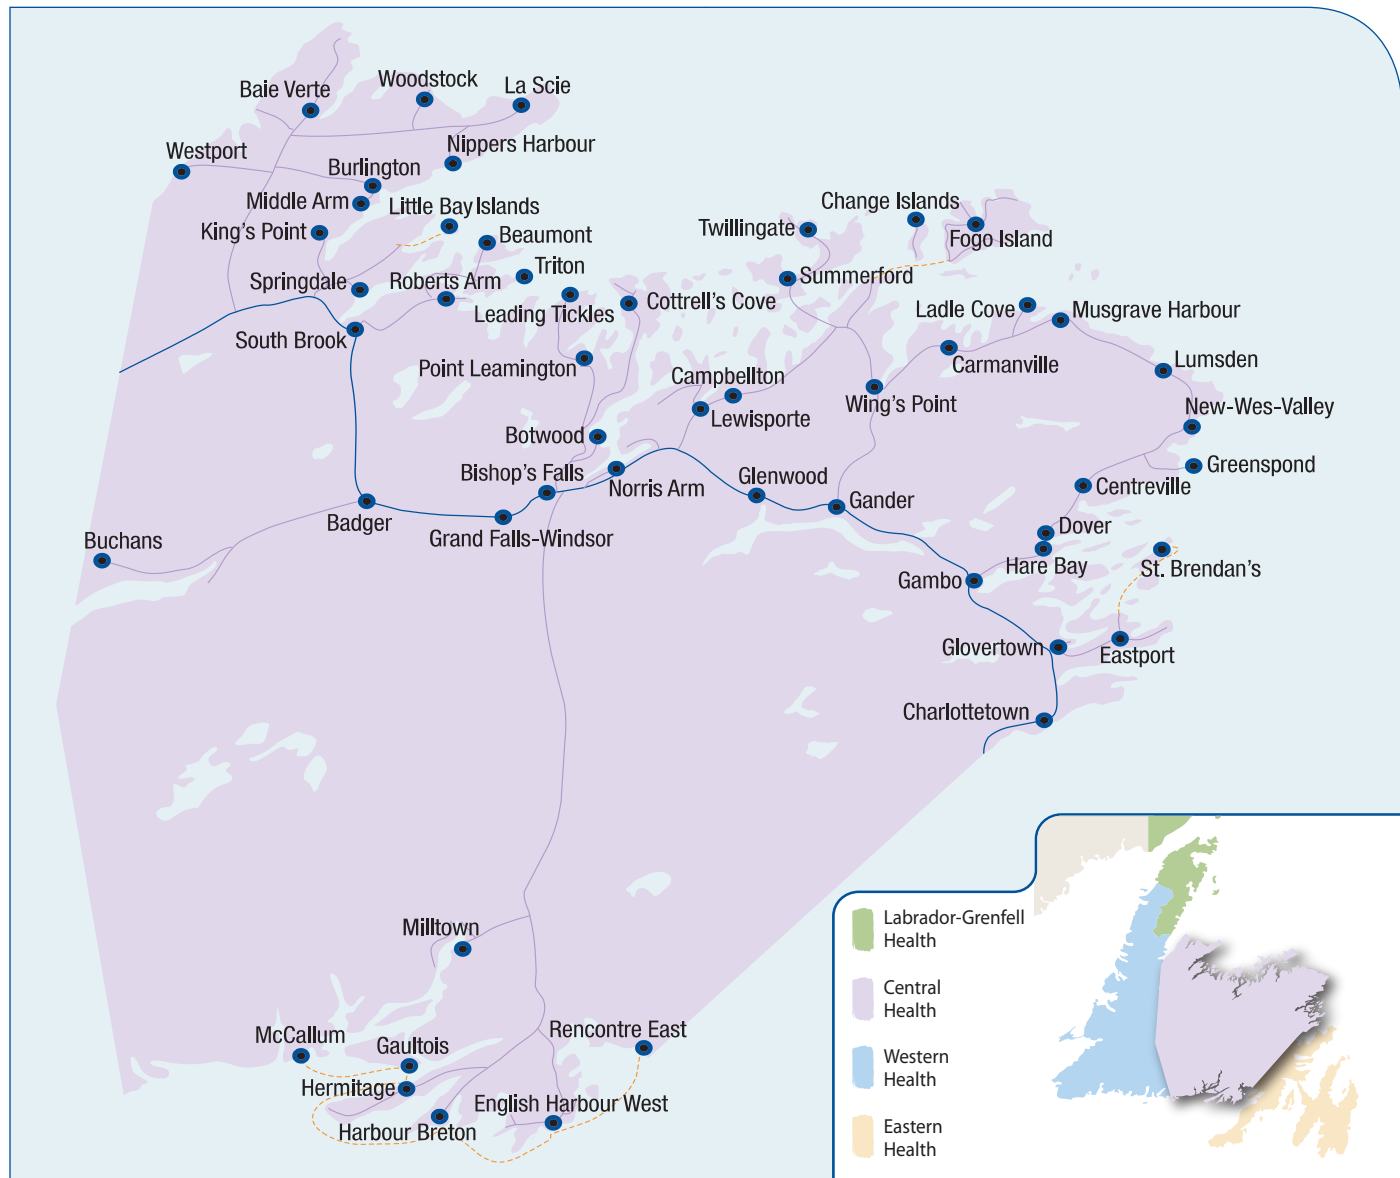 Woodstock
La Scie
Baie Verte
Nippers Harbour
Westport
Burlington
Middle Arm
Little Bay Islands
King's Point
Beaumont
Change Islands
Twillingate
Fogo Island
Triton
Springdale
Roberts Arm
Summerford
Cottrell's Cove
Leading Tickles
Ladle Cove
Musgrave Harbour
South Brook
Point Leamington
Carmanville
Lumsden
Campbellton
Wing's Point
New-Wes-Valley
Lewisporte
Botwood
Greenspond
Bishop's Falls
Glenwood
Norris Arm
Centreville
Gander
Badger
Dover
Grand Falls-Windsor
Buchans
Hare Bay
St. Brendan's
Gambo
Glovertown
Eastport
Charlottetown
Milltown
Rencontre East
McCallum
Gaultois
Hermitage
English Harbour West
Harbour Breton
Labrador-Grenfell
Health
Central
Health
Western
Health
Eastern
Health